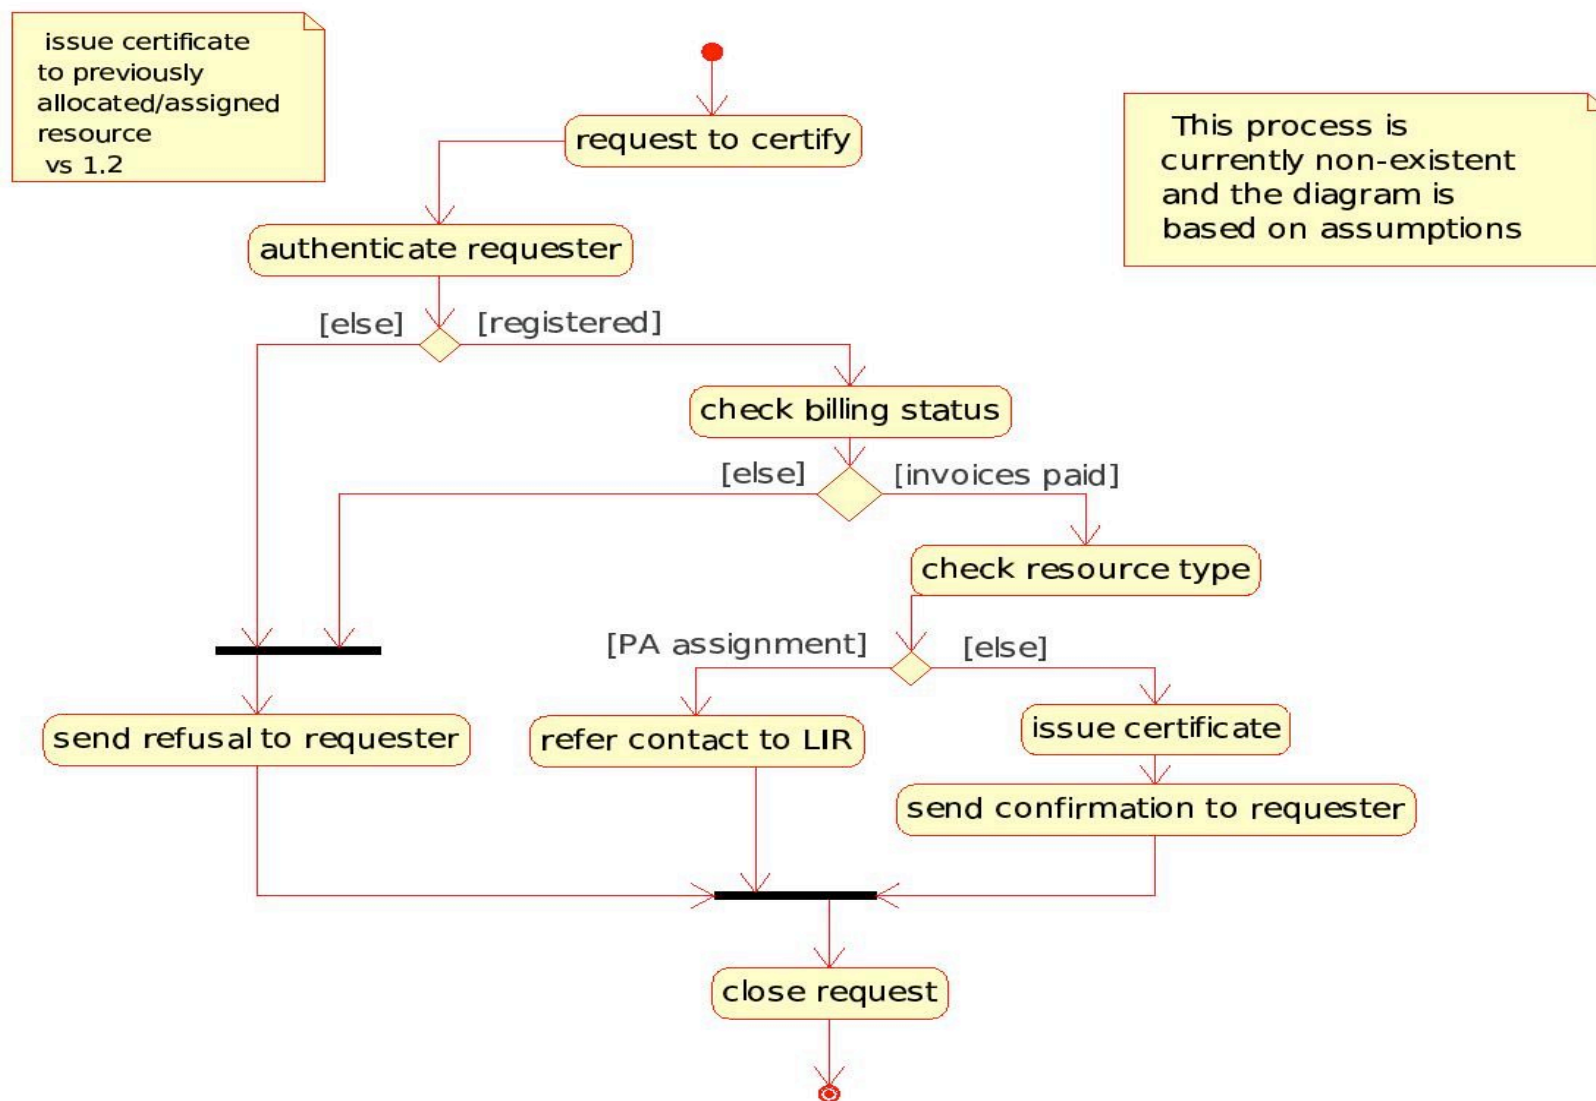 issue certificate
to previously
allocated/assigned
resource
vs 1.2
This process is
currently non-existent
and the diagram is
based on assumptions
request to certify
authenticate requester
[else]
[registered]
check billing status
[else]
[invoices paid]
check resource type
[PA assignment]
[else]
send refusal to requester
refer contact to LIR
issue certificate
send confirmation to requester
close request